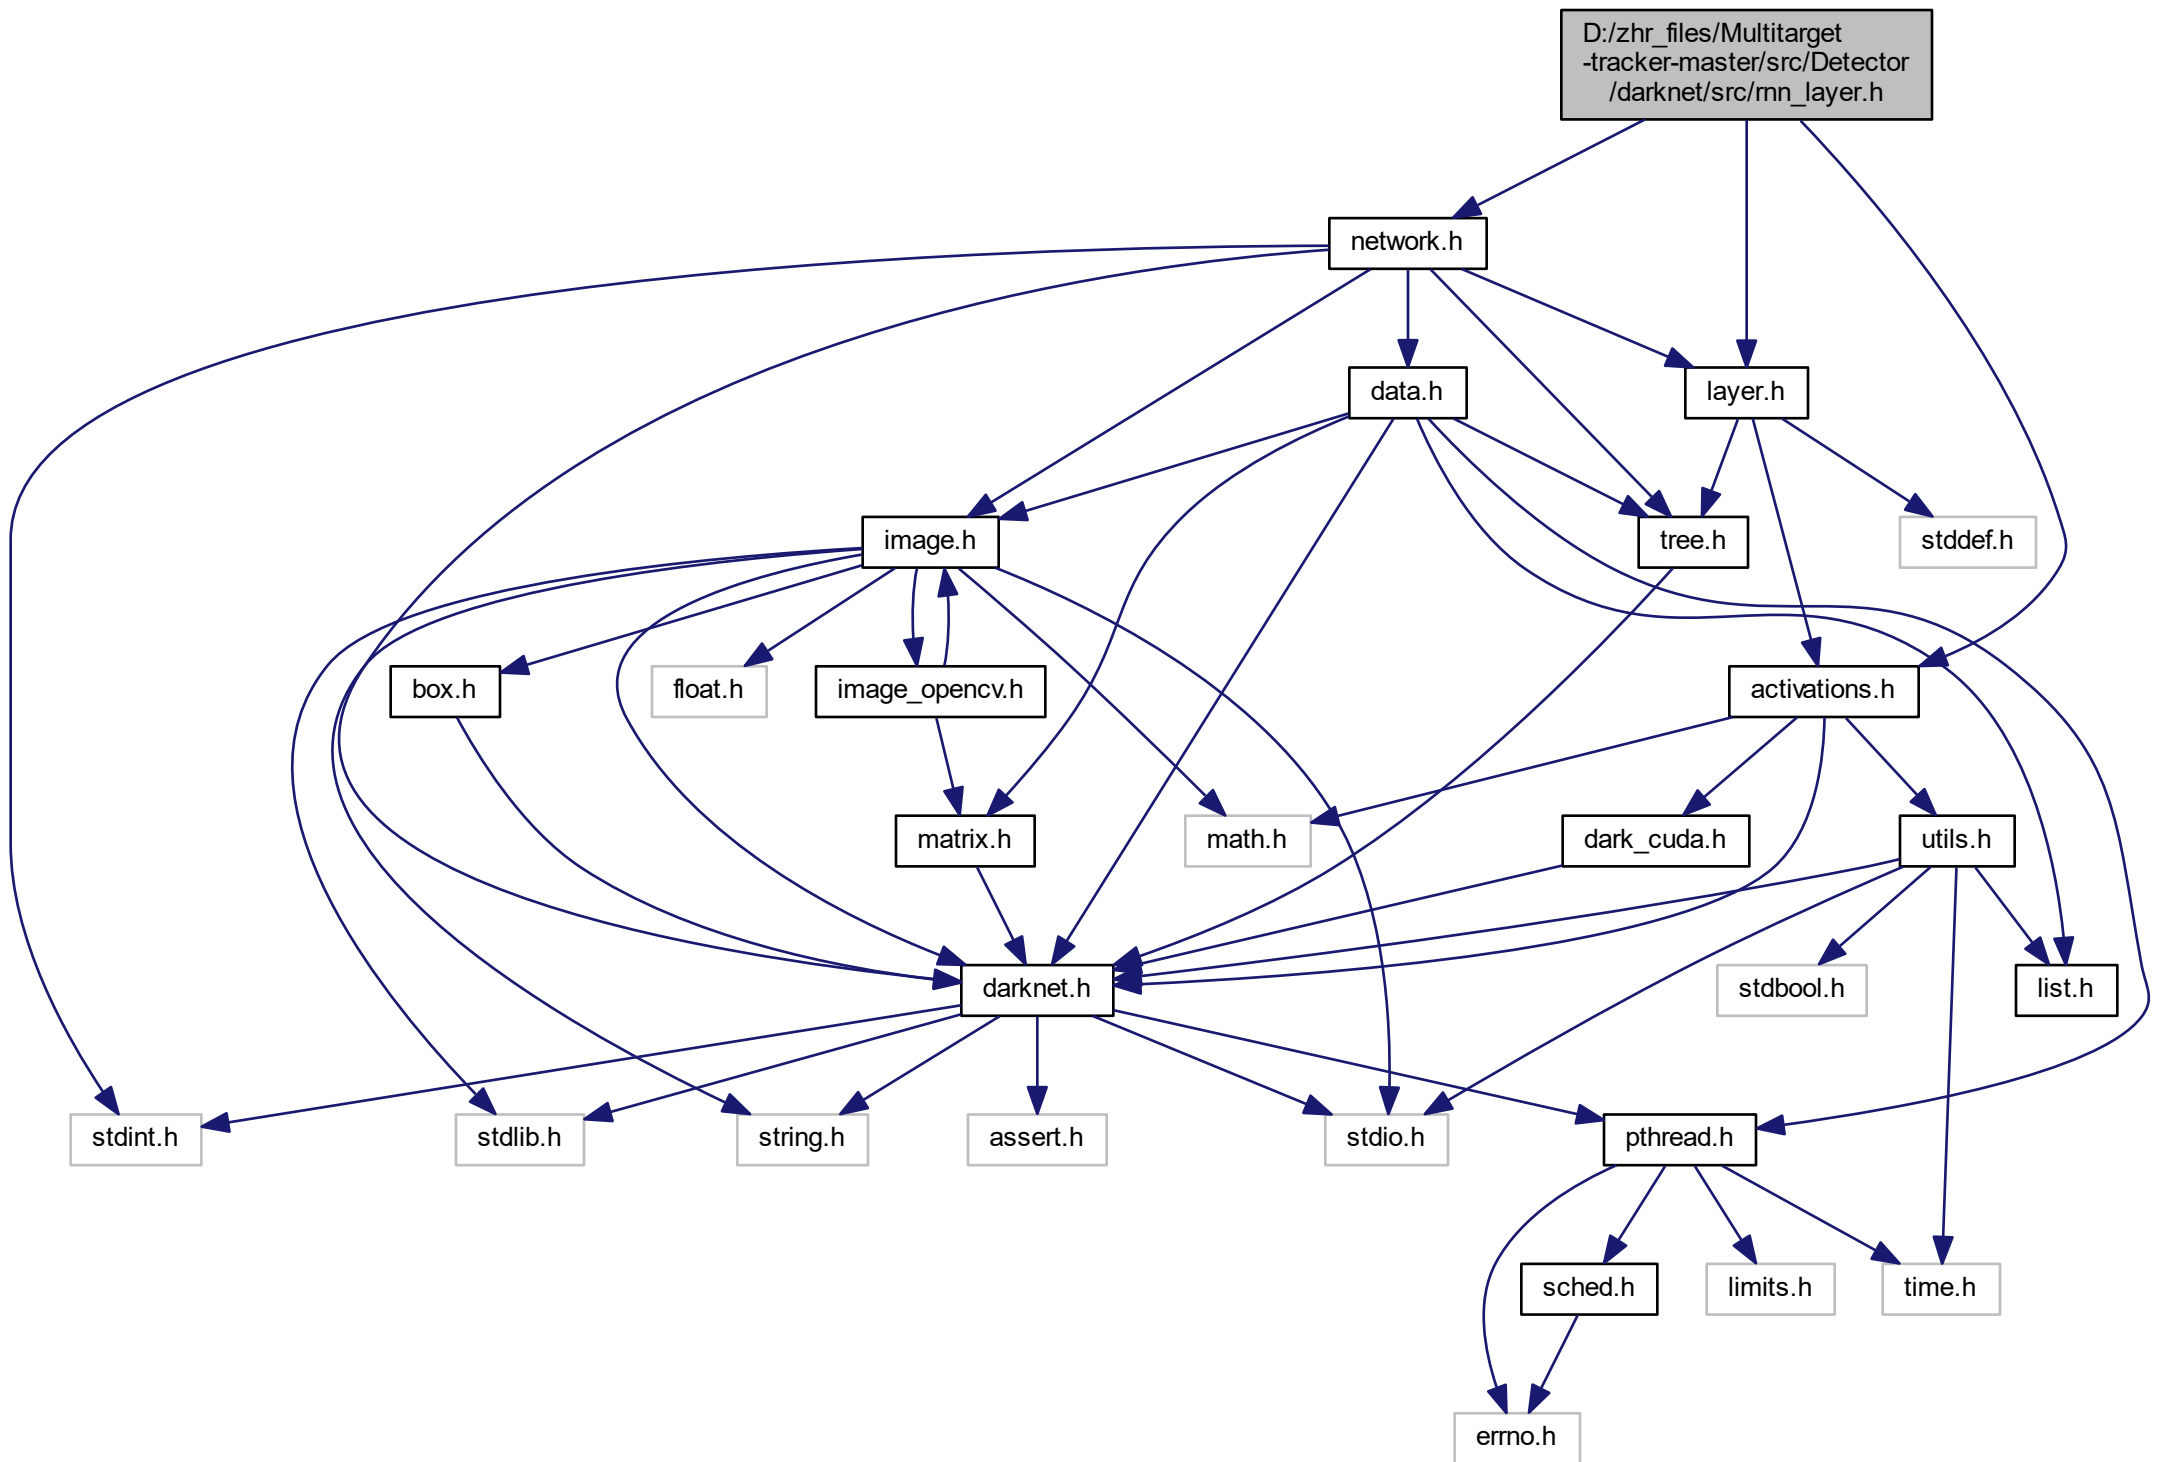 D:/zhr_files/Multitarget
-tracker-master/src/Detector
/darknet/src/rnn_layer.h
network.h
data.h
layer.h
image.h
tree.h
stddef.h
box.h
float.h
image_opencv.h
activations.h
matrix.h
math.h
dark_cuda.h
utils.h
darknet.h
stdbool.h
list.h
stdint.h
stdlib.h
string.h
assert.h
stdio.h
pthread.h
sched.h
limits.h
time.h
errno.h